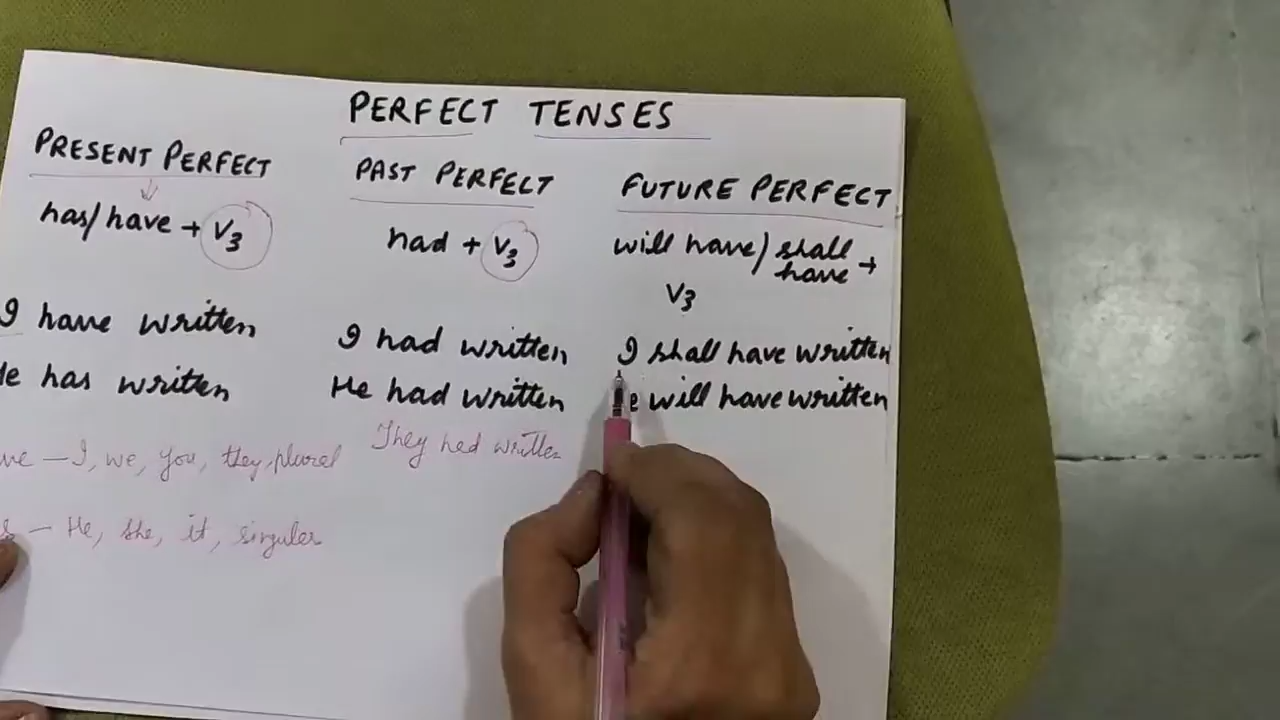 PERFECT TENSES
PRESENT PERFECT
has/have + V3
I have written
He has written
have — I, we, you, they, plural
— He, she, it, singular
PAST PERFECT
had + V3
I had written
He had written
They had written
FUTURE PERFECT
will have/shall have +
V3
I shall have written
will have written